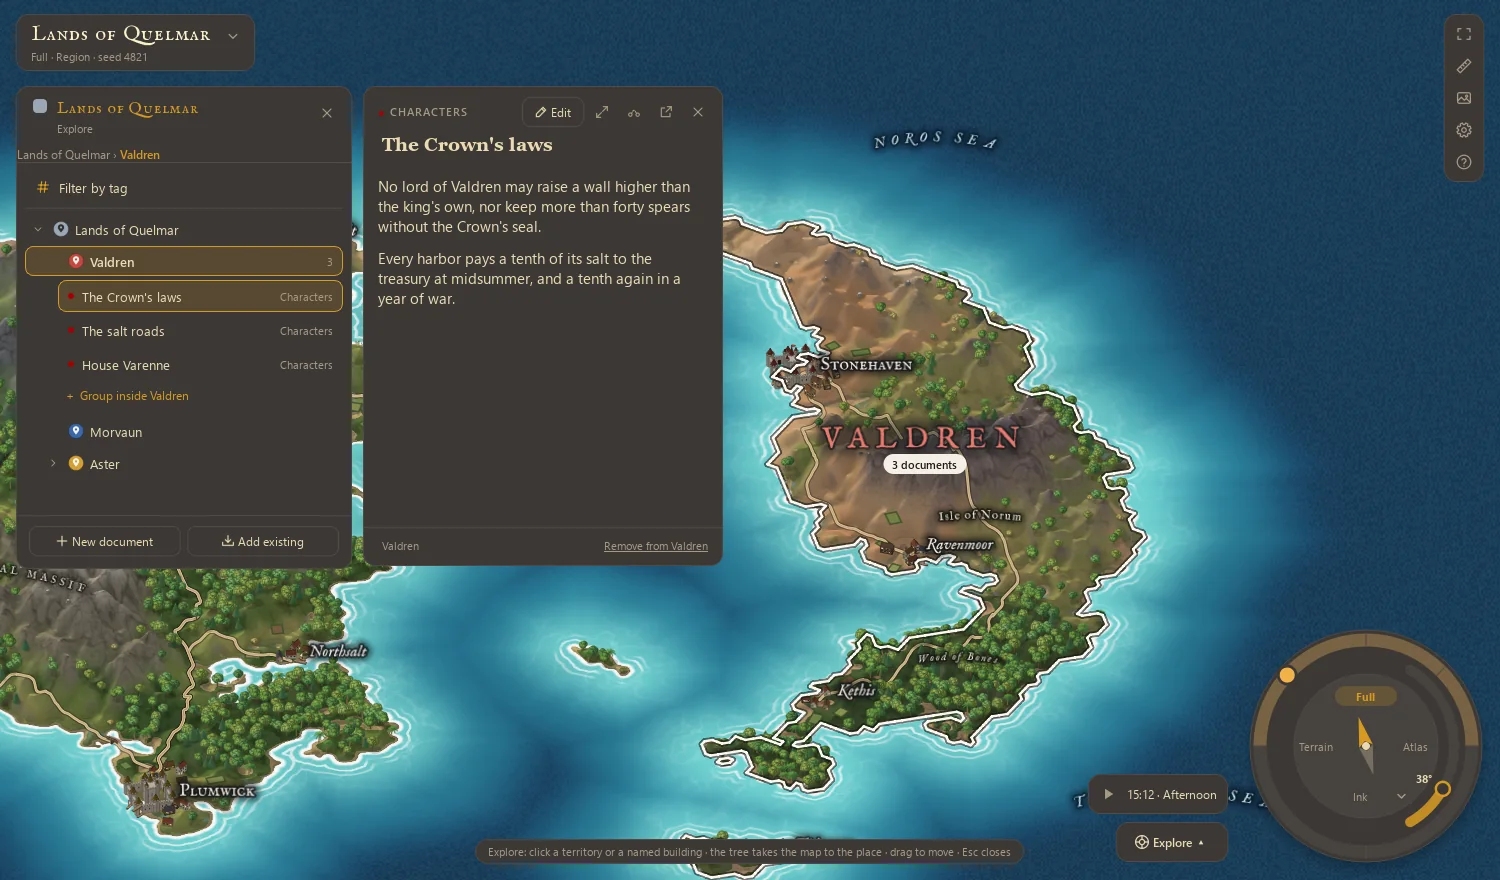 Lands of Quelmar
Full · Region · seed 4821
Lands of Quelmar
Explore
Lands of Quelmar › Valdren
# Filter by tag
Lands of Quelmar
Valdren 3
The Crown's laws Characters
The salt roads Characters
House Varenne Characters
+ Group inside Valdren
Morvaun
Aster
+ New document
Add existing
CHARACTERS
Edit
The Crown's laws
No lord of Valdren may raise a wall higher than
the king's own, nor keep more than forty spears
without the Crown's seal.
Every harbor pays a tenth of its salt to the
treasury at midsummer, and a tenth again in a
year of war.
Valdren
Remove from Valdren
NOROS SEA
STONEHAVEN
VALDREN
3 documents
Isle of Norum
Ravenmoor
Wood of Bones
Kethis
AL MASSIF
Northsalt
PLUMWICK
T
SEA
15:12 · Afternoon
Explore
Explore: click a territory or a named building · the tree takes the map to the place · drag to move · Esc closes
Full
Terrain
Atlas
38°
Ink